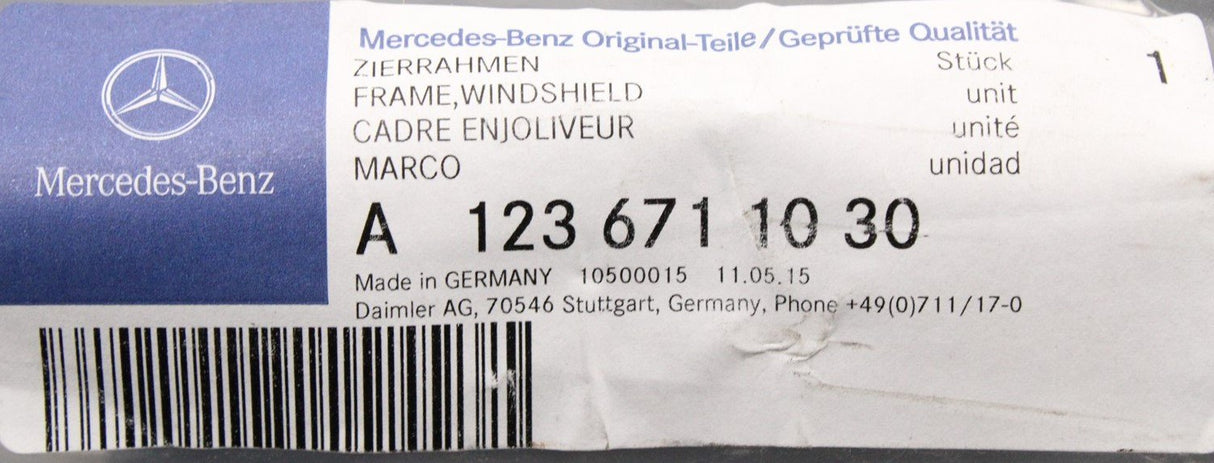 Mercedes-Benz
Mercedes-Benz Original-Teile/Geprüfte Qualität
ZIERRAHMEN Stück 1
FRAME,WINDSHIELD unit
CADRE ENJOLIVEUR unité
MARCO unidad
A 123 671 10 30
Made in GERMANY 10500015 11.05.15
Daimler AG, 70546 Stuttgart, Germany, Phone +49(0)711/17-0